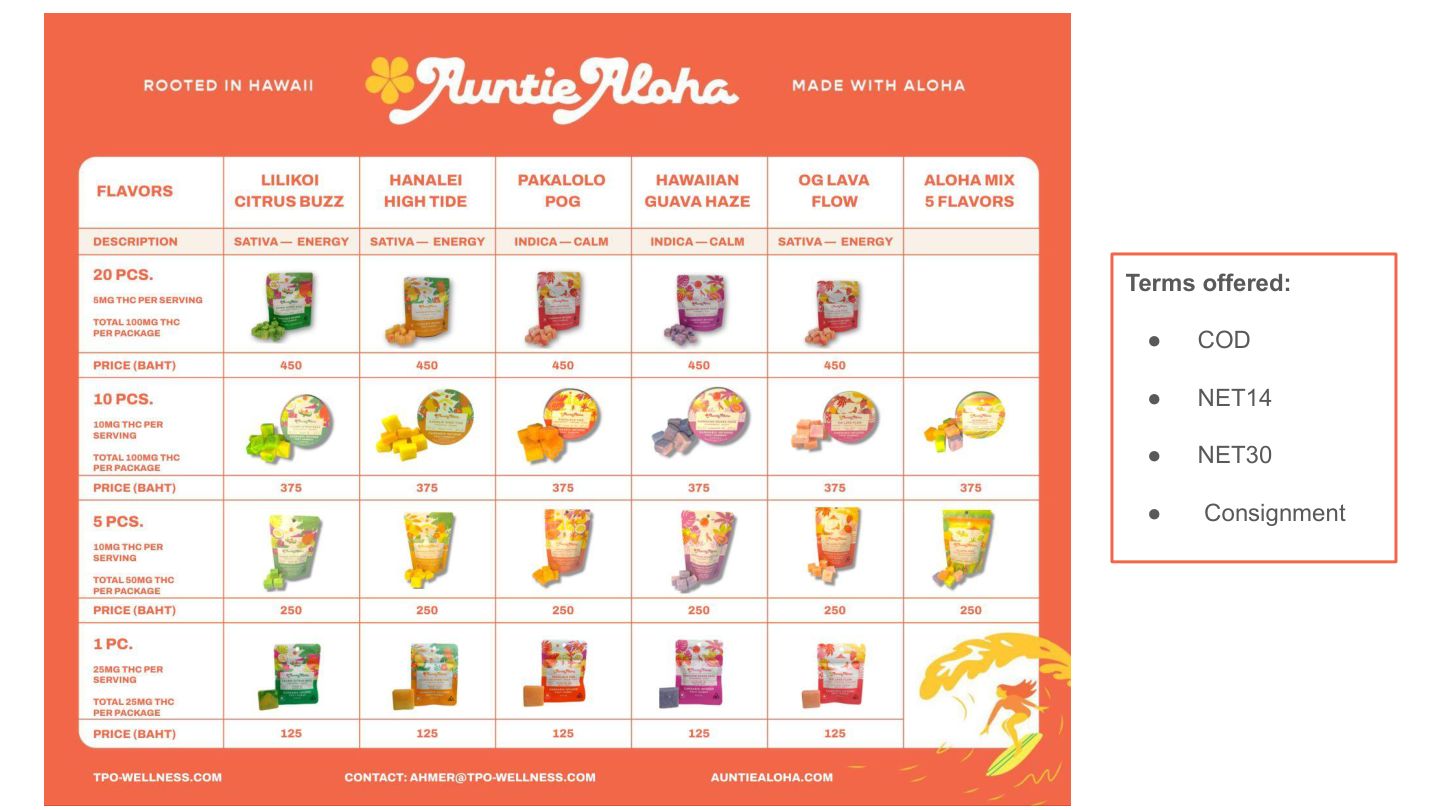 ROOTED IN HAWAII
Auntie Aloha
MADE WITH ALOHA
FLAVORS
LILIKOI
CITRUS BUZZ
HANALEI
HIGH TIDE
PAKALOLO
POG
HAWAIIAN
GUAVA HAZE
OG LAVA
FLOW
ALOHA MIX
5 FLAVORS
DESCRIPTION
SATIVA — ENERGY
SATIVA — ENERGY
INDICA — CALM
INDICA — CALM
SATIVA — ENERGY
20 PCS.
5MG THC PER SERVING
TOTAL 100MG THC
PER PACKAGE
PRICE (BAHT)
450
450
450
450
450
10 PCS.
10MG THC PER
SERVING
TOTAL 100MG THC
PER PACKAGE
PRICE (BAHT)
375
375
375
375
375
375
5 PCS.
10MG THC PER
SERVING
TOTAL 50MG THC
PER PACKAGE
PRICE (BAHT)
250
250
250
250
250
250
1 PC.
25MG THC PER
SERVING
TOTAL 25MG THC
PER PACKAGE
PRICE (BAHT)
125
125
125
125
125
TPO-WELLNESS.COM
CONTACT: AHMER@TPO-WELLNESS.COM
AUNTIEALOHA.COM
Terms offered:
● COD
● NET14
● NET30
● Consignment